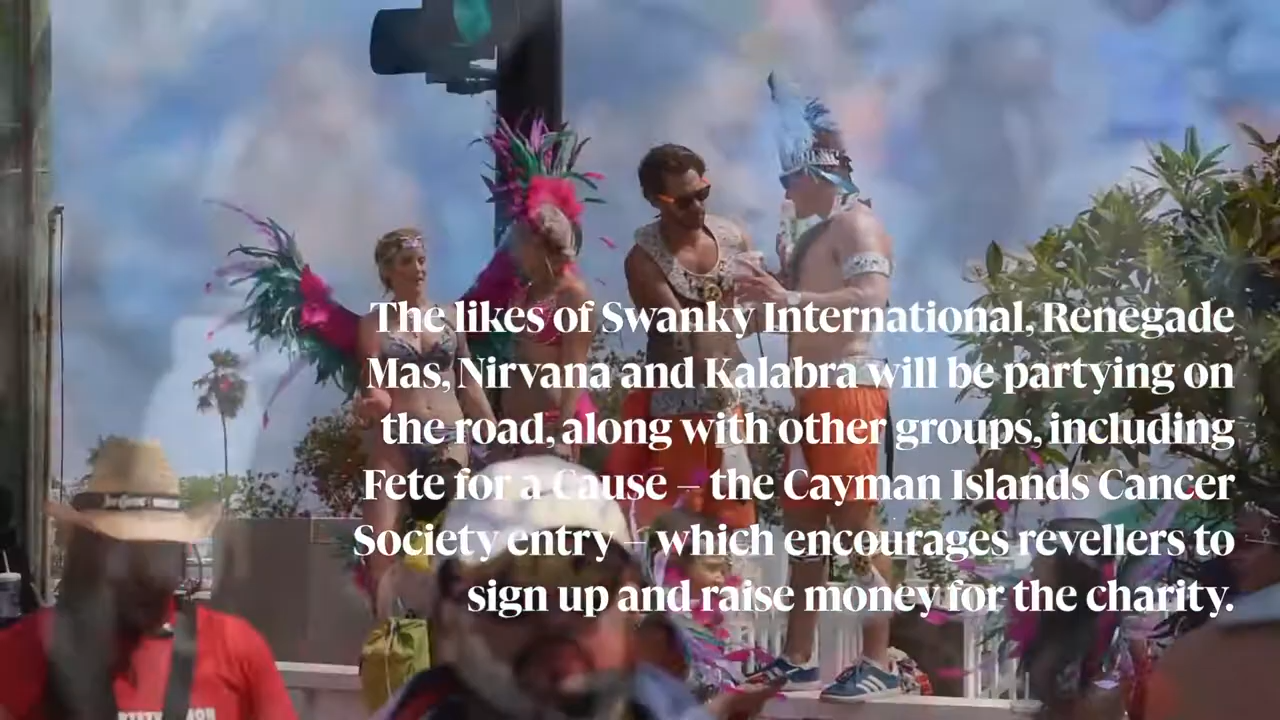 The likes of Swanky International, Renegade
Mas, Nirvana and Kalabra will be partying on
the road, along with other groups, including
Fete for a Cause – the Cayman Islands Cancer
Society entry – which encourages revellers to
sign up and raise money for the charity.